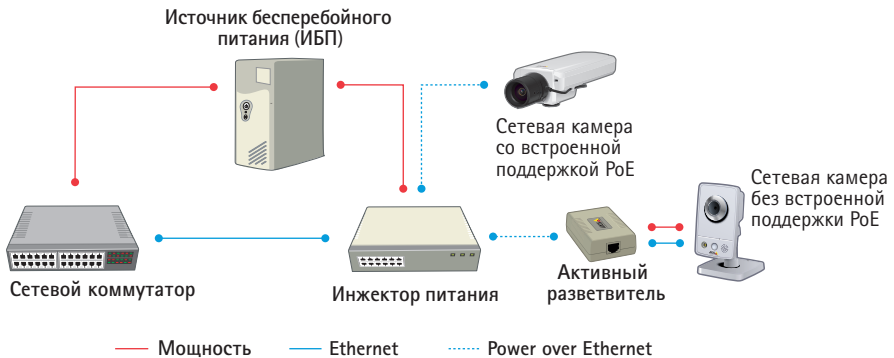 Источник бесперебойного
питания (ИБП)
Сетевая камера
со встроенной
поддержкой PoE
Сетевая камера
без встроенной
поддержки PoE
Сетевой коммутатор
Инжектор питания
Активный
разветвитель
Мощность
Ethernet
Power over Ethernet